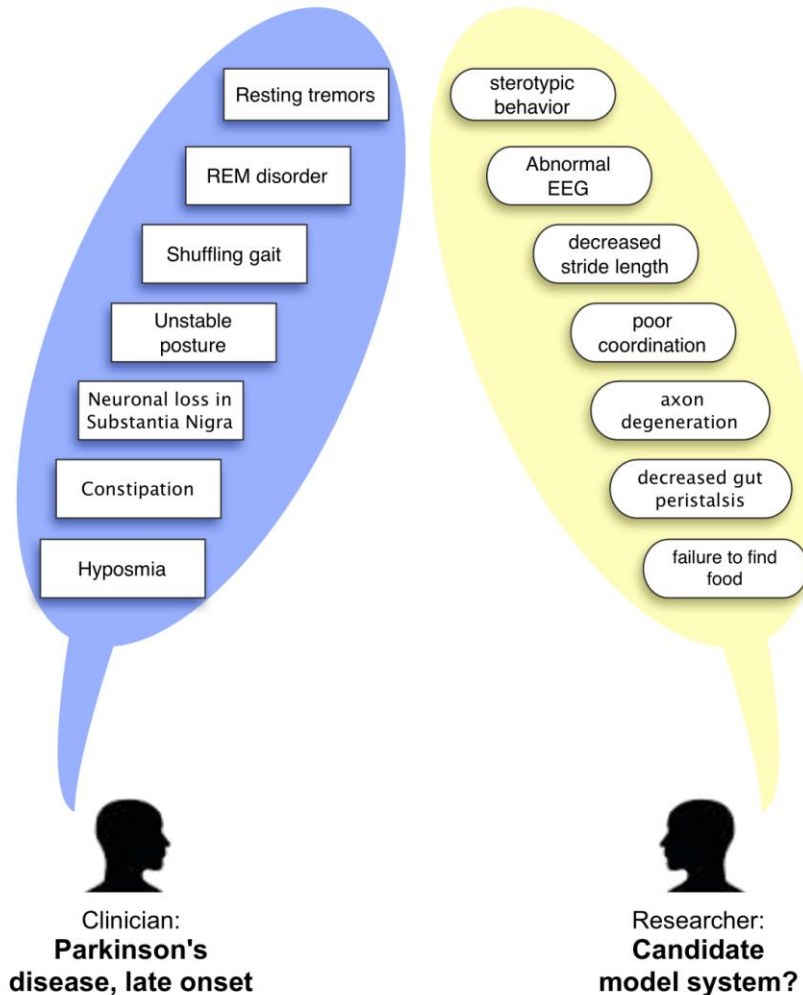 Resting tremors
REM disorder
Shuffling gait
Unstable
posture
Neuronal loss in
Substantia Nigra
Constipation
Hyposmia
Clinician:
Parkinson's
disease, late onset
sterotypic
behavior
Abnormal
EEG
decreased
stride length
poor
coordination
axon
degeneration
decreased gut
peristalsis
failure to find
food
Researcher:
Candidate
model system?